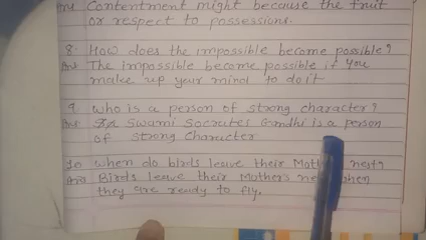 Ans Contentment might because the fruit
or respect to possessions.
8. How does the impossible become possible?
Ans The impossible become possible if you
make up your mind to do it
9. who is a person of strong character?
Ans Swami Socrates Gandhi is a person
of strong character
10 when do birds leave their nest?
Ans Birds leave their Mothers
they are ready to fly.